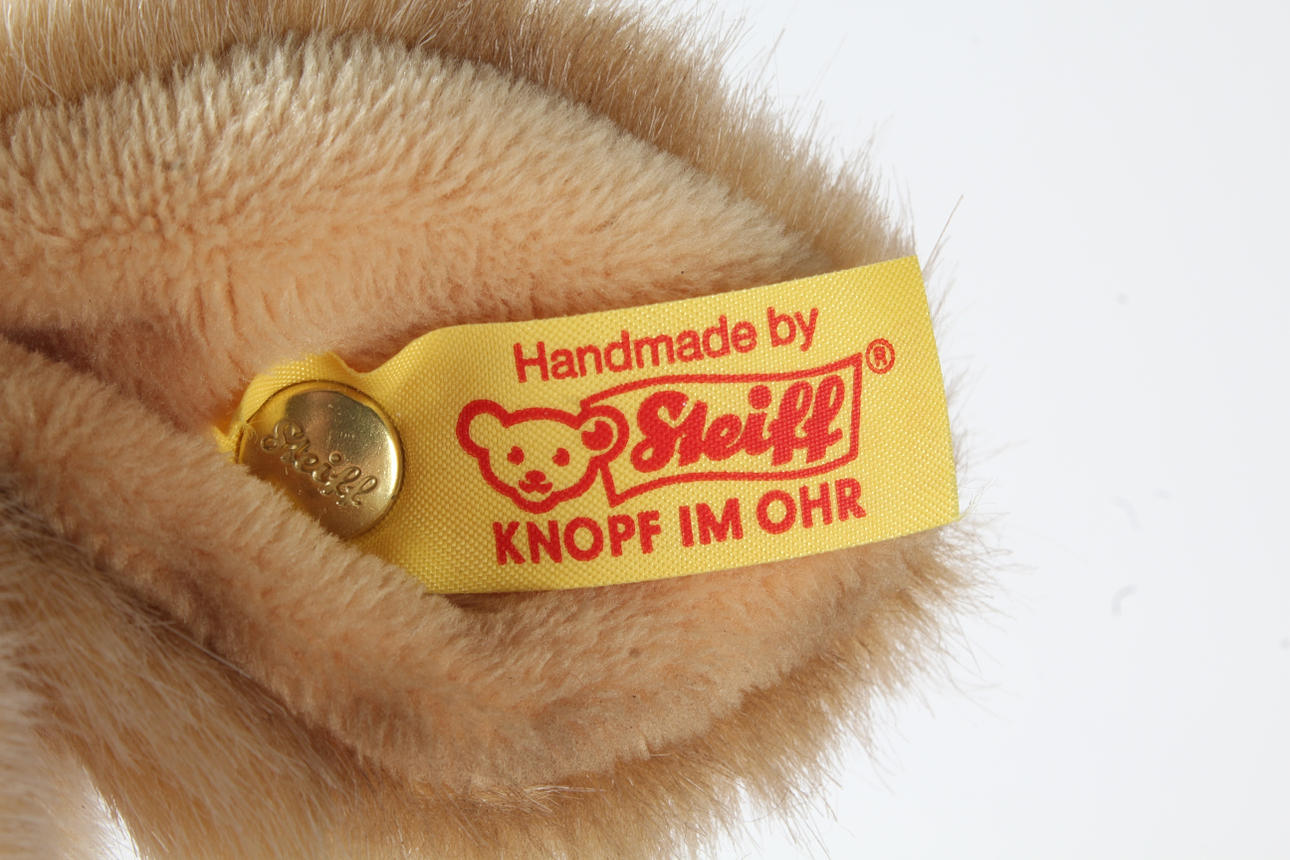 Handmade by
Steiff®
KNOPF IM OHR
Steiff